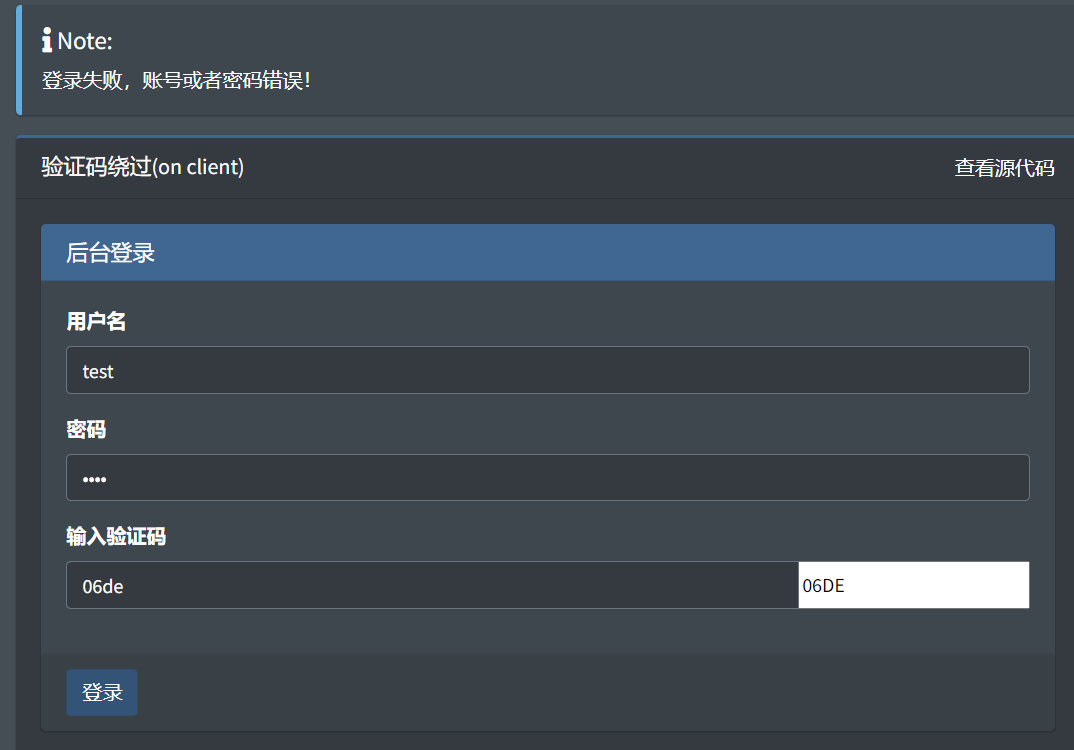 Note:
登录失败，账号或者密码错误！
验证码绕过(on client)
查看源代码
后台登录
用户名
test
密码
••••
输入验证码
06de
06DE
登录